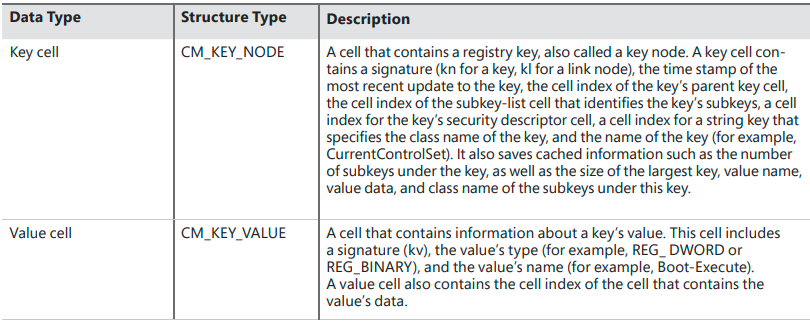 Data Type Structure Type Description
Key cell CM_KEY_NODE A cell that contains a registry key, also called a key node. A key cell con-
tains a signature (kn for a key, kl for a link node), the time stamp of the
most recent update to the key, the cell index of the key's parent key cell,
the cell index of the subkey-list cell that identifies the key's subkeys, a cell
index for the key's security descriptor cell, a cell index for a string key that
specifies the class name of the key, and the name of the key (for example,
CurrentControlSet). It also saves cached information such as the number
of subkeys under the key, as well as the size of the largest key, value name,
value data, and class name of the subkeys under this key.
Value cell CM_KEY_VALUE A cell that contains information about a key's value. This cell includes
a signature (kv), the value's type (for example, REG_ DWORD or
REG_BINARY), and the value's name (for example, Boot-Execute).
A value cell also contains the cell index of the cell that contains the
value's data.